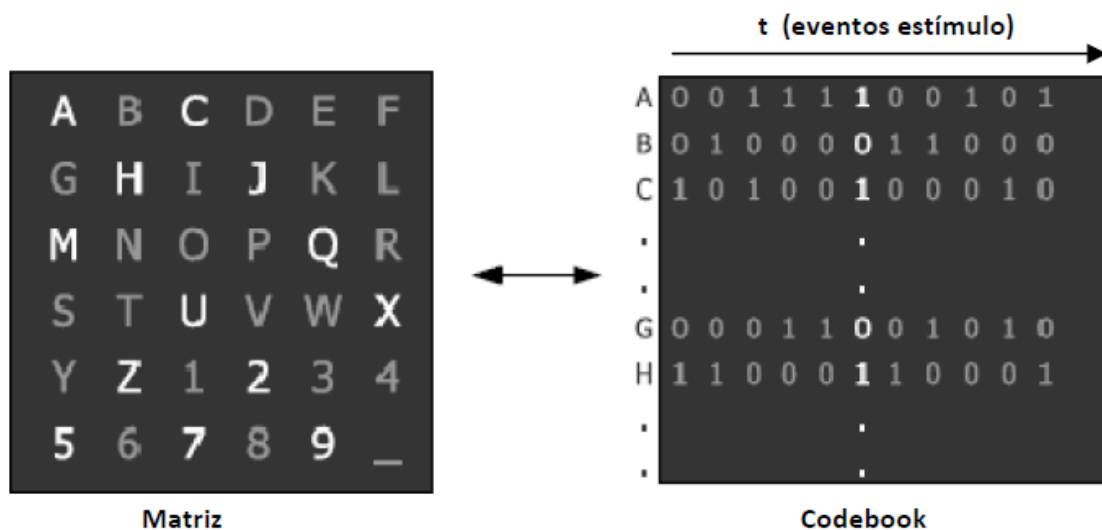 t (eventos estímulo)
A B C D E F
G H I J K L
M N O P Q R
S T U V W X
Y Z 1 2 3 4
5 6 7 8 9 _
Matriz
A 0 0 1 1 1 1 0 0 1 0 1
B 0 1 0 0 0 0 1 1 0 0 0
C 1 0 1 0 0 1 0 0 0 1 0
.
.
G 0 0 0 1 1 0 0 1 0 1 0
H 1 1 0 0 0 1 1 0 0 0 1
.
.
Codebook